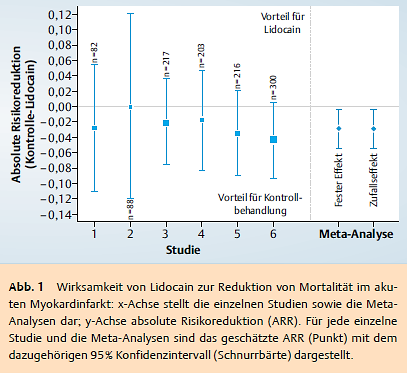 Absolute Risikoreduktion
(Kontrolle-Lidocain)
0,12
0,10
0,08
0,06
0,04
0,02
0,00
−0,02
−0,04
−0,06
−0,08
−0,10
−0,12
−0,14
n=82
n=88
n=217
n=203
n=216
n=300
Vorteil für
Lidocain
Vorteil für Kontroll-
behandlung
Fester Effekt
Zufallseffekt
1 2 3 4 5 6
Studie
Meta-Analyse
Abb. 1 Wirksamkeit von Lidocain zur Reduktion von Mortalität im aku-
ten Myokardinfarkt: x-Achse stellt die einzelnen Studien sowie die Meta-
Analysen dar; y-Achse absolute Risikoreduktion (ARR). Für jede einzelne
Studie und die Meta-Analysen sind das geschätzte ARR (Punkt) mit dem
dazugehörigen 95% Konfidenzintervall (Schnurrbärte) dargestellt.